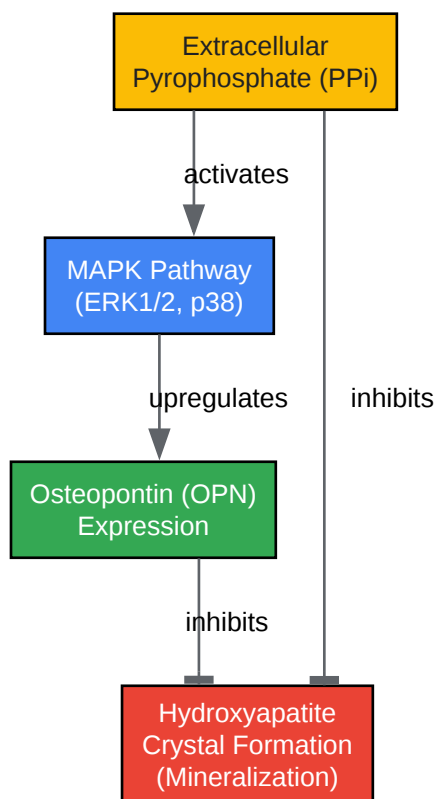 Extracellular
Pyrophosphate (PPi)
activates
MAPK Pathway
(ERK1/2, p38)
upregulates
inhibits
Osteopontin (OPN)
Expression
inhibits
Hydroxyapatite
Crystal Formation
(Mineralization)